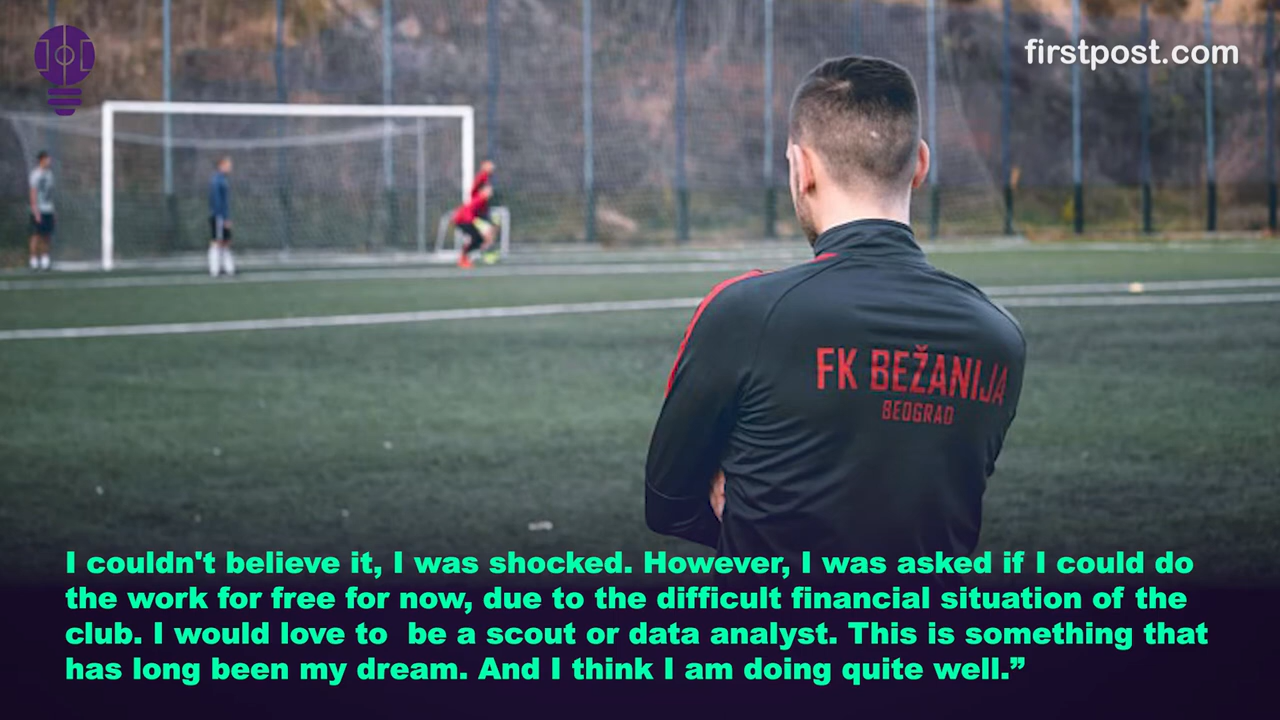 firstpost.com
FK BEŽANIJA
BEOGRAD
I couldn't believe it, I was shocked. However, I was asked if I could do
the work for free for now, due to the difficult financial situation of the
club. I would love to  be a scout or data analyst. This is something that
has long been my dream. And I think I am doing quite well.”